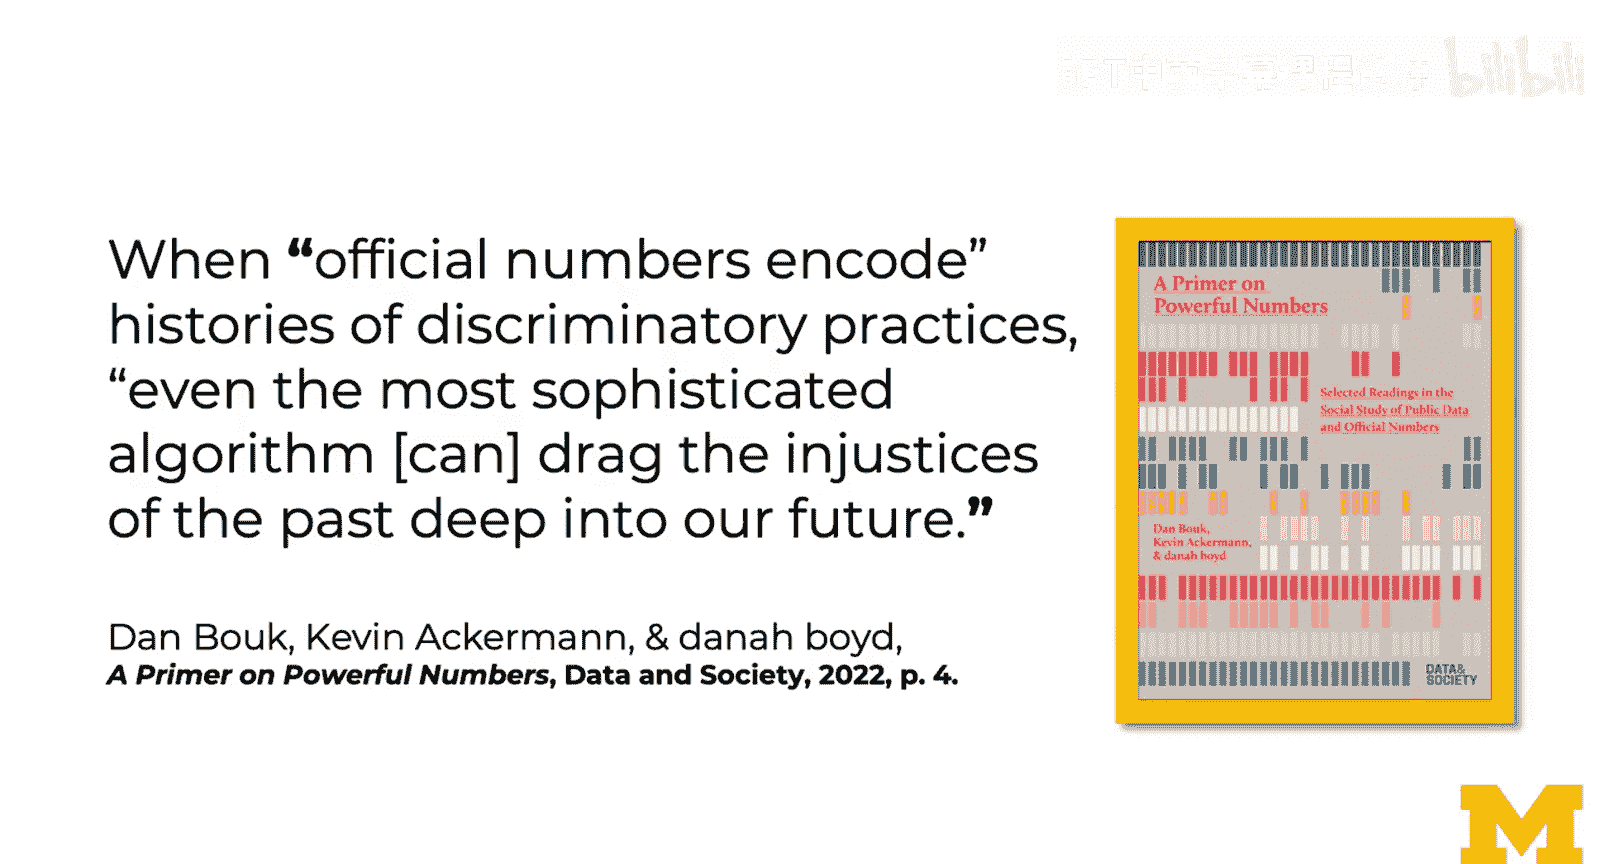 bilibili
When “official numbers encode”
histories of discriminatory practices,
“even the most sophisticated
algorithm [can] drag the injustices
of the past deep into our future.”
Dan Bouk, Kevin Ackermann, & danah boyd,
A Primer on Powerful Numbers, Data and Society, 2022, p. 4.
A Primer on
Powerful Numbers
Selected Readings in the
Social Study of Public Data
and Official Numbers
Dan Bouk,
Kevin Ackermann,
& danah boyd
DATA&
SOCIETY
M